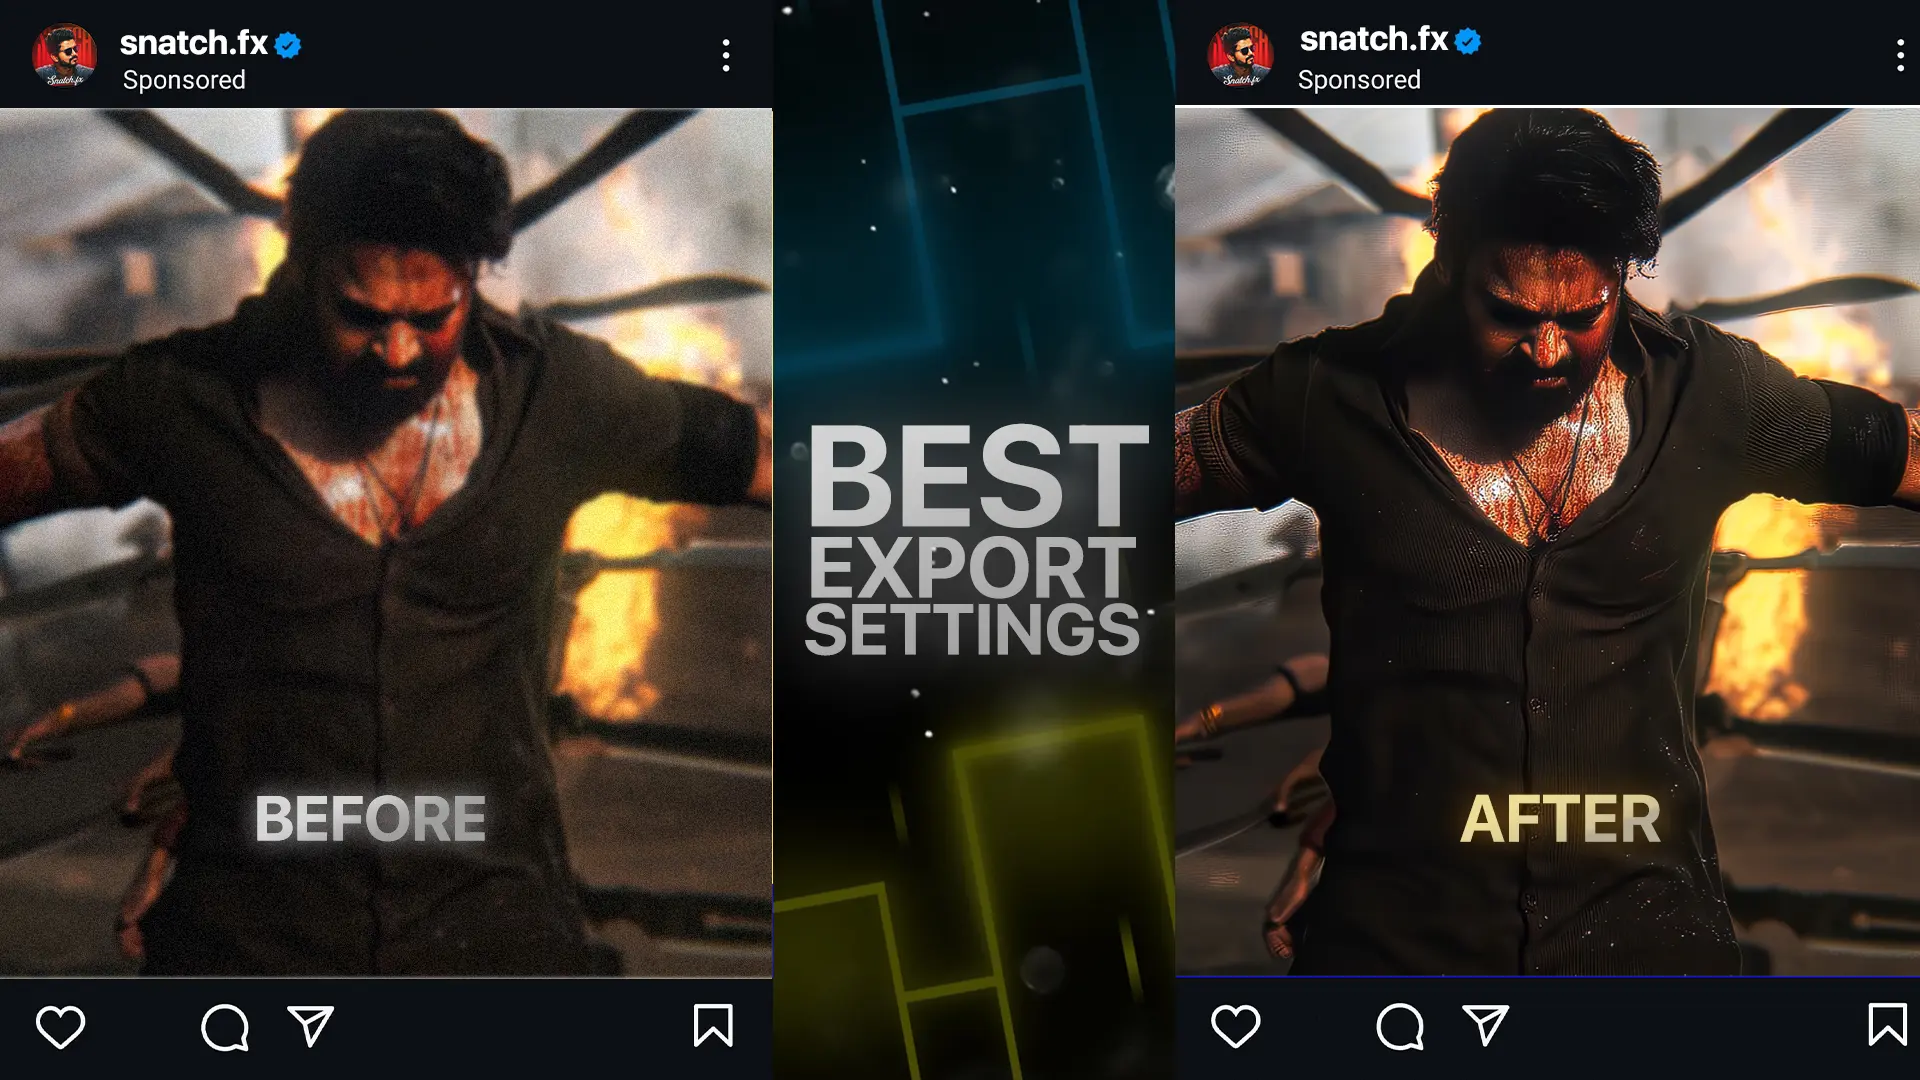 snatch.fx
Sponsored
BEFORE
BEST
EXPORT
SETTINGS
snatch.fx
Sponsored
AFTER